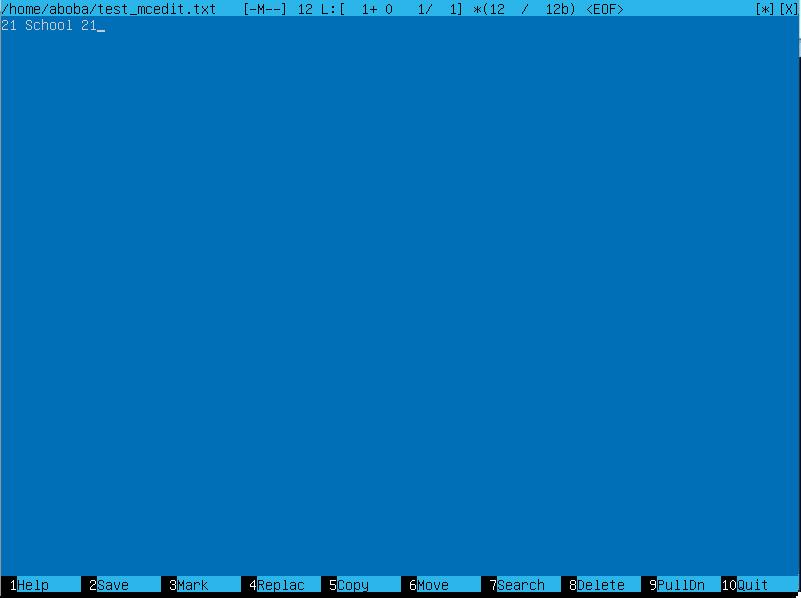 /home/aboba/test_mcedit.txt   [-M--] 12 L:[  1+ 0   1/  1] *(12  /  12b) <EOF>                [*][X]
21 School 21_
1Help 2Save 3Mark 4Replac 5Copy 6Move 7Search 8Delete 9PullDn 10Quit